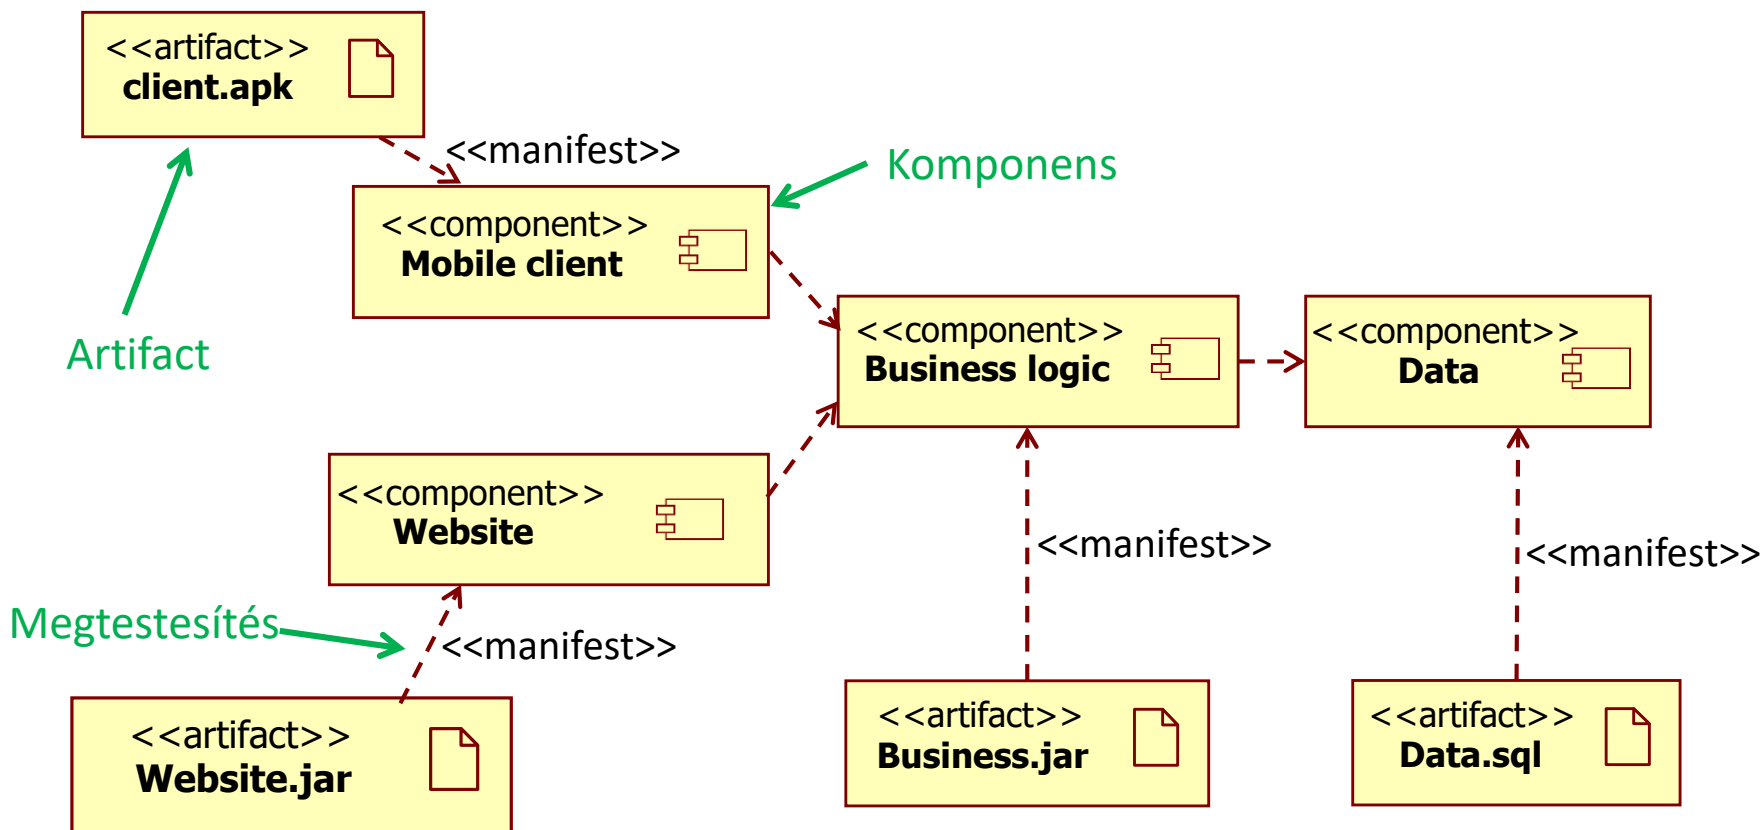 <<artifact>>
client.apk
<<manifest>>
Komponens
<<component>>
Mobile client
Artifact
<<component>>
Business logic
<<component>>
Data
<<component>>
Website
<<manifest>>
<<manifest>>
Megtestesítés
<<manifest>>
<<artifact>>
Website.jar
<<artifact>>
Business.jar
<<artifact>>
Data.sql